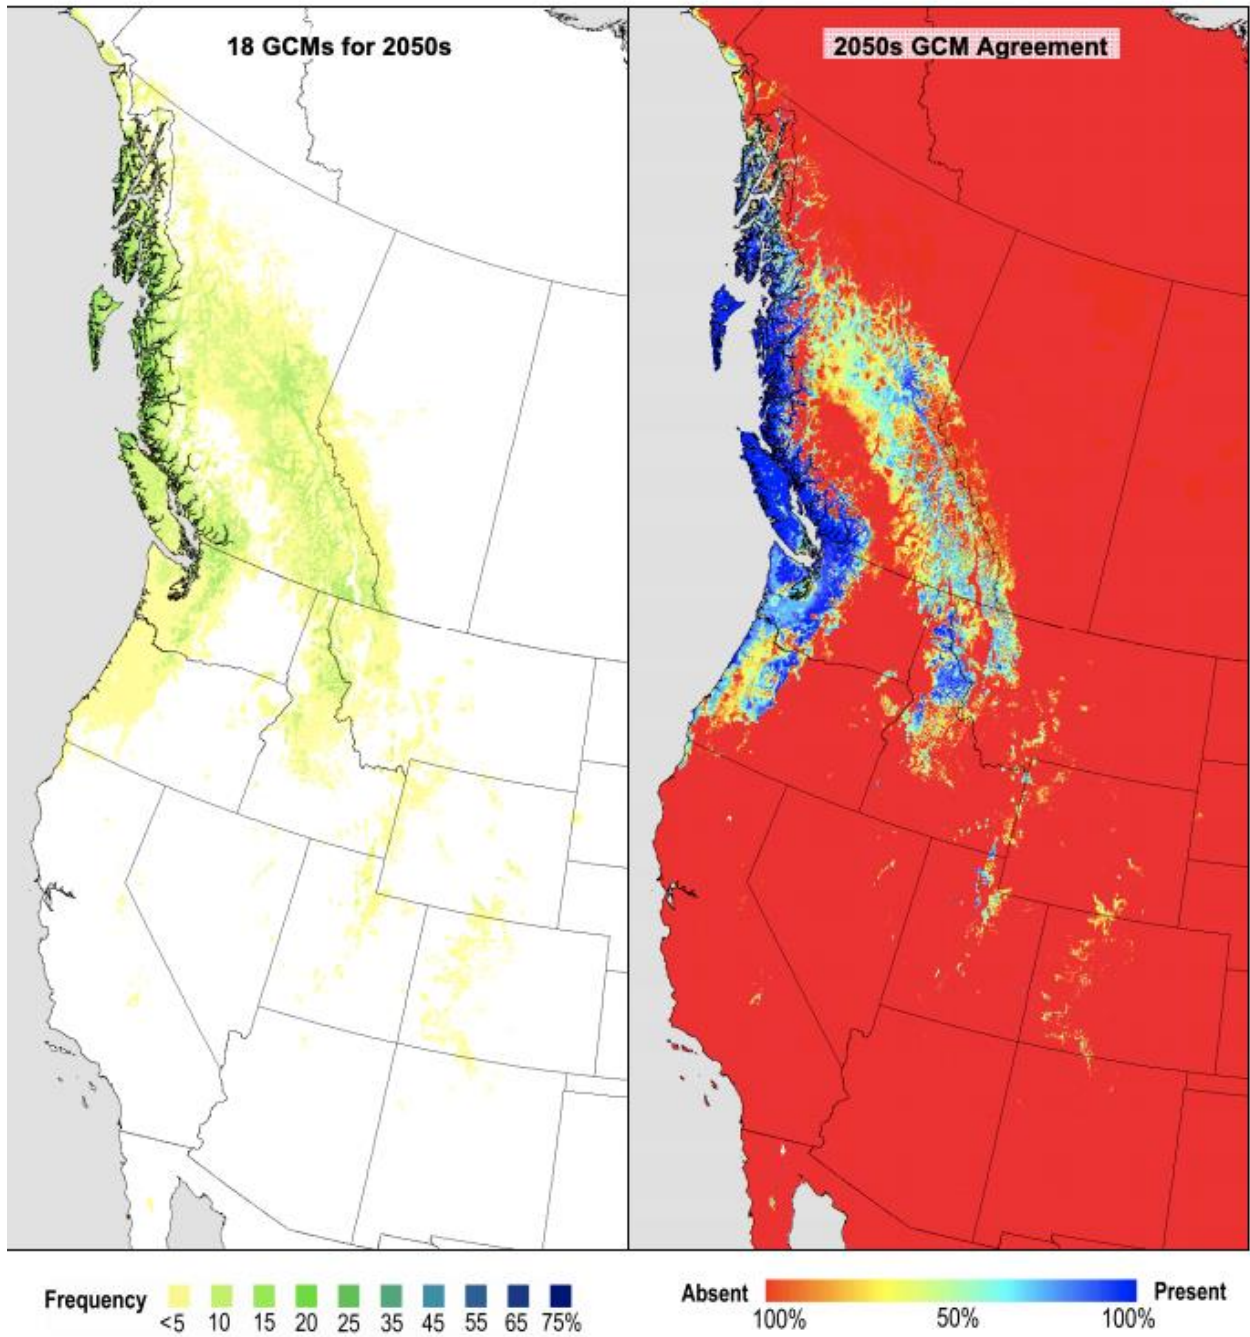 18 GCMs for 2050s
2050s GCM Agreement
Frequency
<5 10 15 20 25 35 45 55 65 75%
Absent
Present
100% 50% 100%